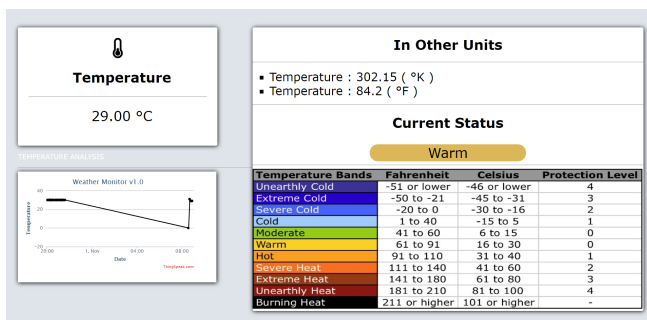 Temperature
29.00 °C
TEMPERATURE ANALYSIS
Weather Monitor v1.0
Temperature
40
20
0
-20
20:00 1. Nov 04:00 08:00
Date
ThingSpeak.com
In Other Units
▪ Temperature : 302.15 ( °K )
▪ Temperature : 84.2 ( °F )
Current Status
Warm
Temperature Bands Fahrenheit Celsius Protection Level
Unearthly Cold -51 or lower -46 or lower 4
Extreme Cold -50 to -21 -45 to -31 3
Severe Cold -20 to 0 -30 to -16 2
Cold 1 to 40 -15 to 5 1
Moderate 41 to 60 6 to 15 0
Warm 61 to 91 16 to 30 0
Hot 91 to 110 31 to 40 1
Severe Heat 111 to 140 41 to 60 2
Extreme Heat 141 to 180 61 to 80 3
Unearthly Heat 181 to 210 81 to 100 4
Burning Heat 211 or higher 101 or higher -